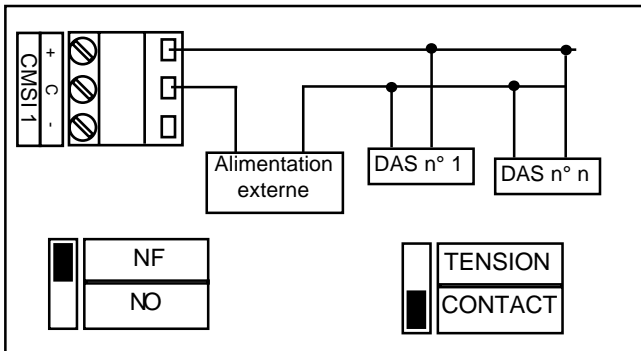 CMSI 1
+
C
-
Alimentation
externe
DAS n° 1
DAS n° n
NF
NO
TENSION
CONTACT